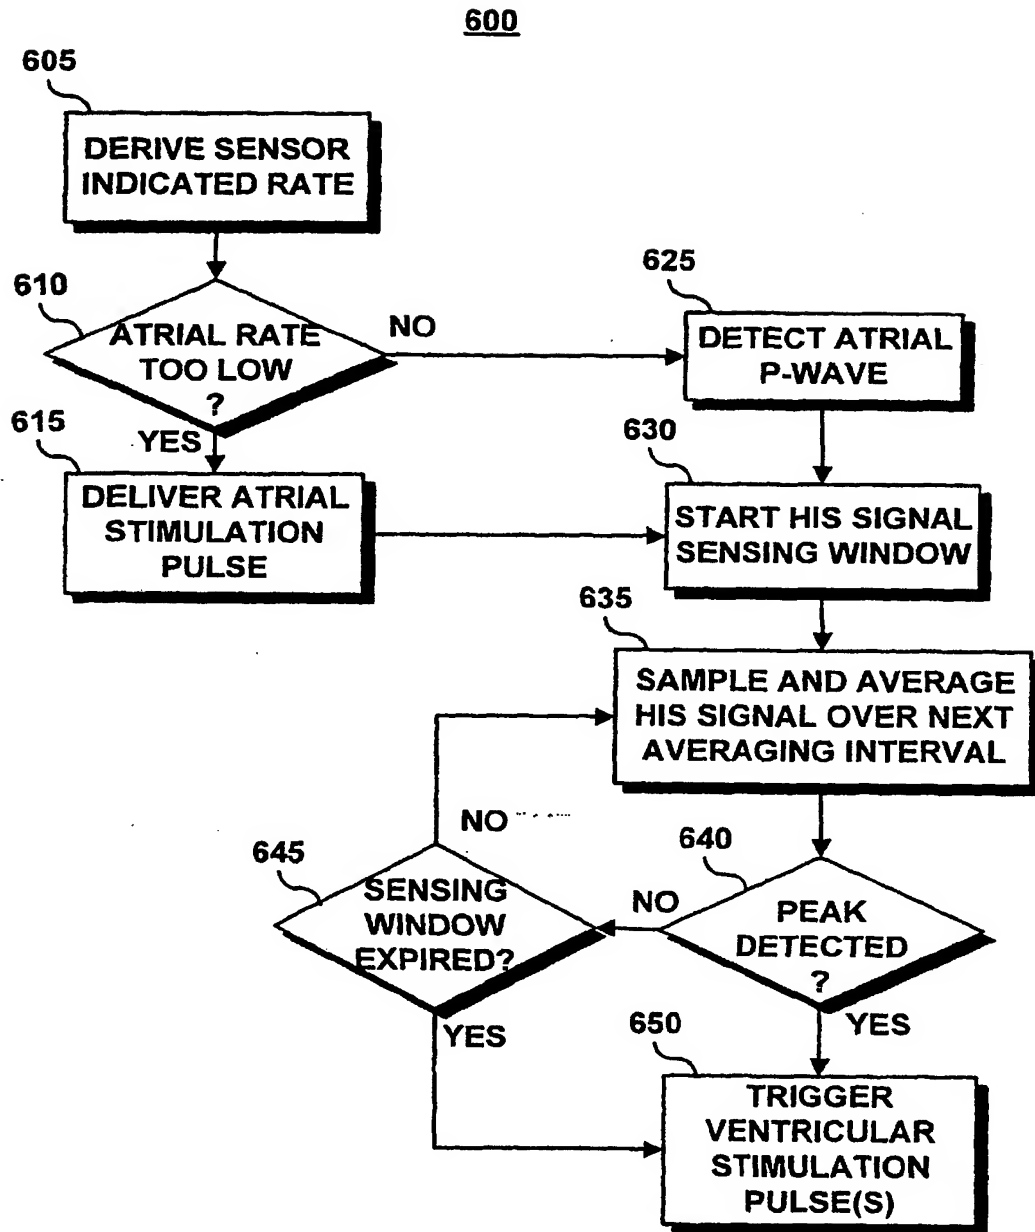 600
605
DERIVE SENSOR
INDICATED RATE
610
ATRIAL RATE
TOO LOW
?
NO
YES
625
DETECT ATRIAL
P-WAVE
615
DELIVER ATRIAL
STIMULATION
PULSE
630
START HIS SIGNAL
SENSING WINDOW
635
SAMPLE AND AVERAGE
HIS SIGNAL OVER NEXT
AVERAGING INTERVAL
640
PEAK
DETECTED
?
NO
YES
645
SENSING
WINDOW
EXPIRED?
NO
YES
650
TRIGGER
VENTRICULAR
STIMULATION
PULSE(S)